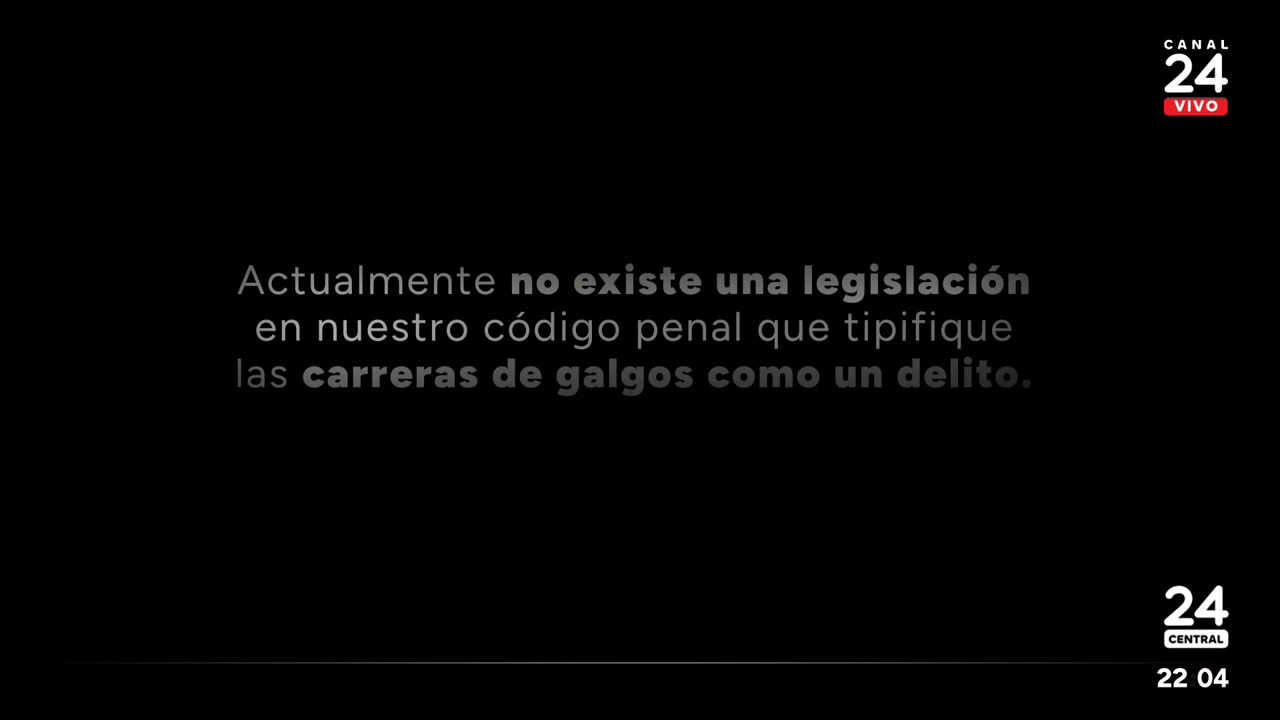 CANAL
24
VIVO
Actualmente no existe una legislación
en nuestro código penal que tipifique
las carreras de galgos como un delito.
24
CENTRAL
22 04